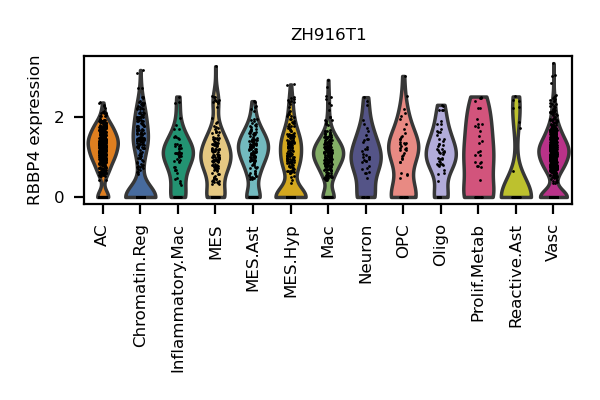 ZH916T1
RBBP4 expression
2
0
AC
Chromatin.Reg
Inflammatory.Mac
MES
MES.Ast
MES.Hyp
Mac
Neuron
OPC
Oligo
Prolif.Metab
Reactive.Ast
Vasc